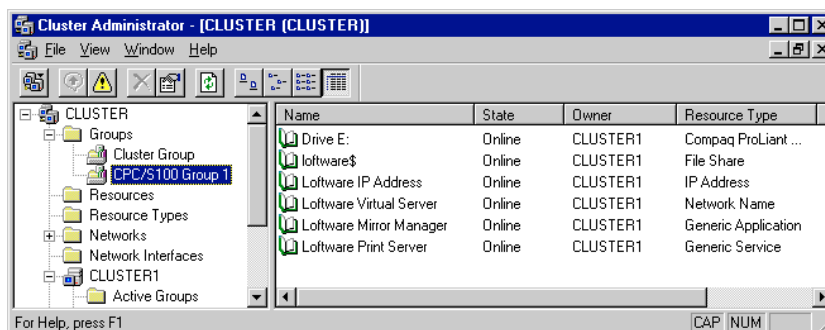 Cluster Administrator - [CLUSTER (CLUSTER)]
File View Window Help
CLUSTER
Groups
Cluster Group
CPC/S100 Group 1
Resources
Resource Types
Networks
Network Interfaces
CLUSTER1
Active Groups
Name State Owner Resource Type
Drive E: Online CLUSTER1 Compaq ProLiant ...
loftware$ Online CLUSTER1 File Share
Loftware IP Address Online CLUSTER1 IP Address
Loftware Virtual Server Online CLUSTER1 Network Name
Loftware Mirror Manager Online CLUSTER1 Generic Application
Loftware Print Server Online CLUSTER1 Generic Service
For Help, press F1 CAP NUM